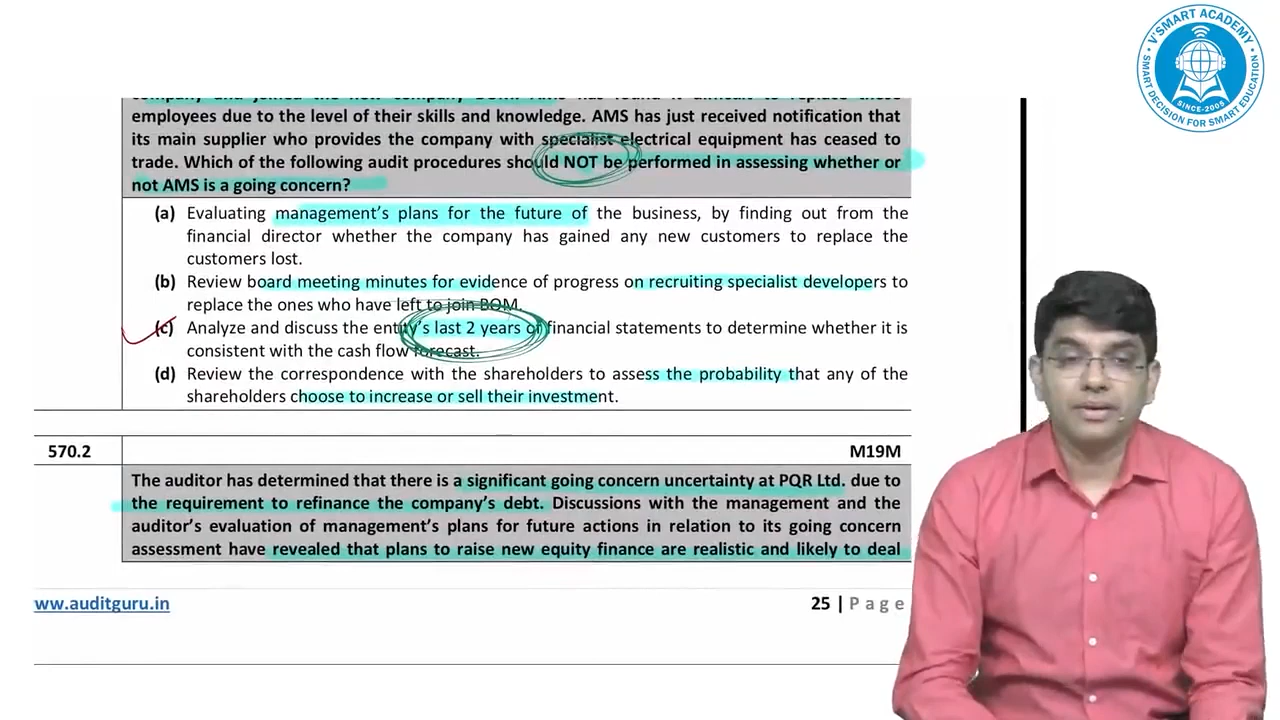 V'SMART ACADEMY
SMART DECISION FOR SMART EDUCATION
SINCE-2005
company and joined the new company
employees due to the level of their skills and knowledge. AMS has just received notification that
its main supplier who provides the company with specialist electrical equipment has ceased to
trade. Which of the following audit procedures should NOT be performed in assessing whether or
not AMS is a going concern?
(a) Evaluating management's plans for the future of the business, by finding out from the
financial director whether the company has gained any new customers to replace the
customers lost.
(b) Review board meeting minutes for evidence of progress on recruiting specialist developers to
replace the ones who have left to join BOM.
(c) Analyze and discuss the entity's last 2 years of financial statements to determine whether it is
consistent with the cash flow forecast.
(d) Review the correspondence with the shareholders to assess the probability that any of the
shareholders choose to increase or sell their investment.
570.2 M19M
The auditor has determined that there is a significant going concern uncertainty at PQR Ltd. due to
the requirement to refinance the company's debt. Discussions with the management and the
auditor's evaluation of management's plans for future actions in relation to its going concern
assessment have revealed that plans to raise new equity finance are realistic and likely to deal
ww.auditguru.in 25 | Page